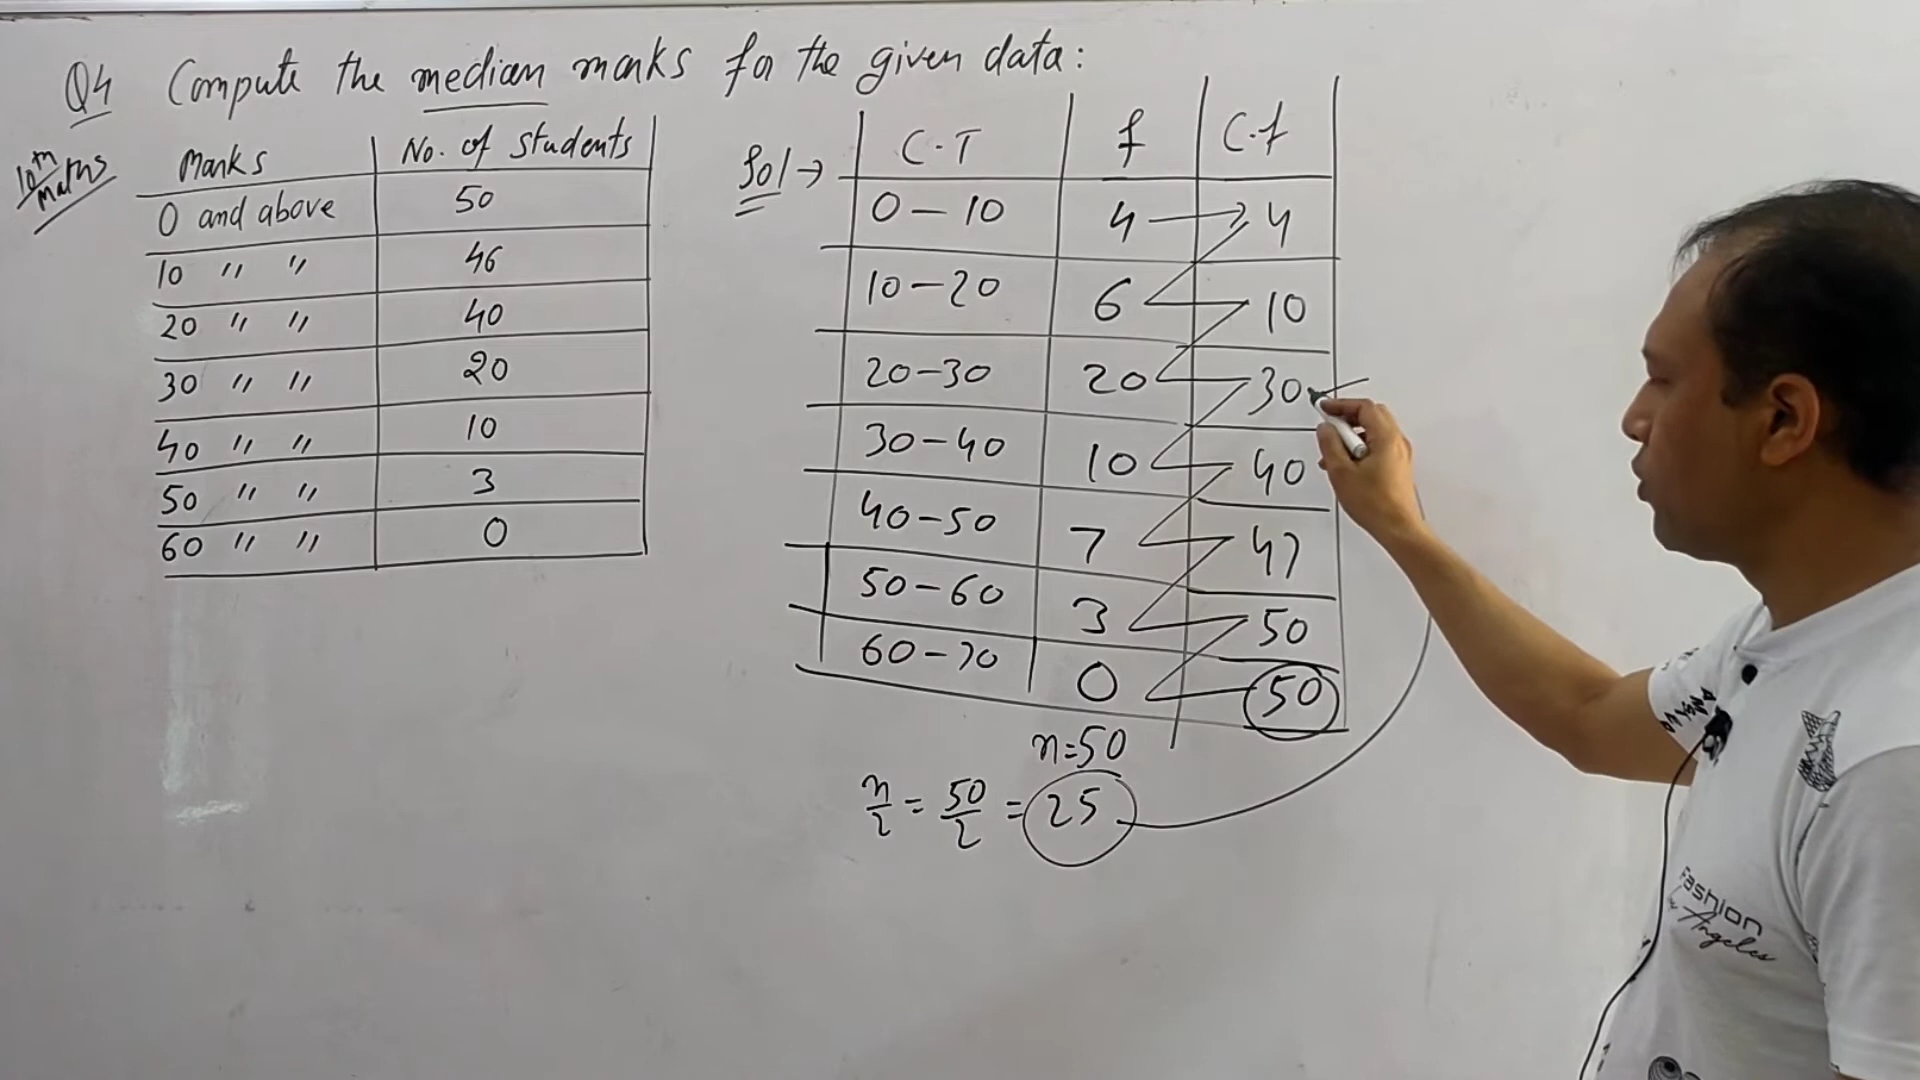 Q4 Compute the median marks for the given data:
10th maths
Marks No. of students
0 and above 50
10 " " 46
20 " " 40
30 " " 20
40 " " 10
50 " " 3
60 " " 0
Sol→
C.I f C.f
0-10 4 4
10-20 6 10
20-30 20 30
30-40 10 40
40-50 7 47
50-60 3 50
60-70 0 50
n=50
n/2 = 50/2 = 25
Fashion
Angeles